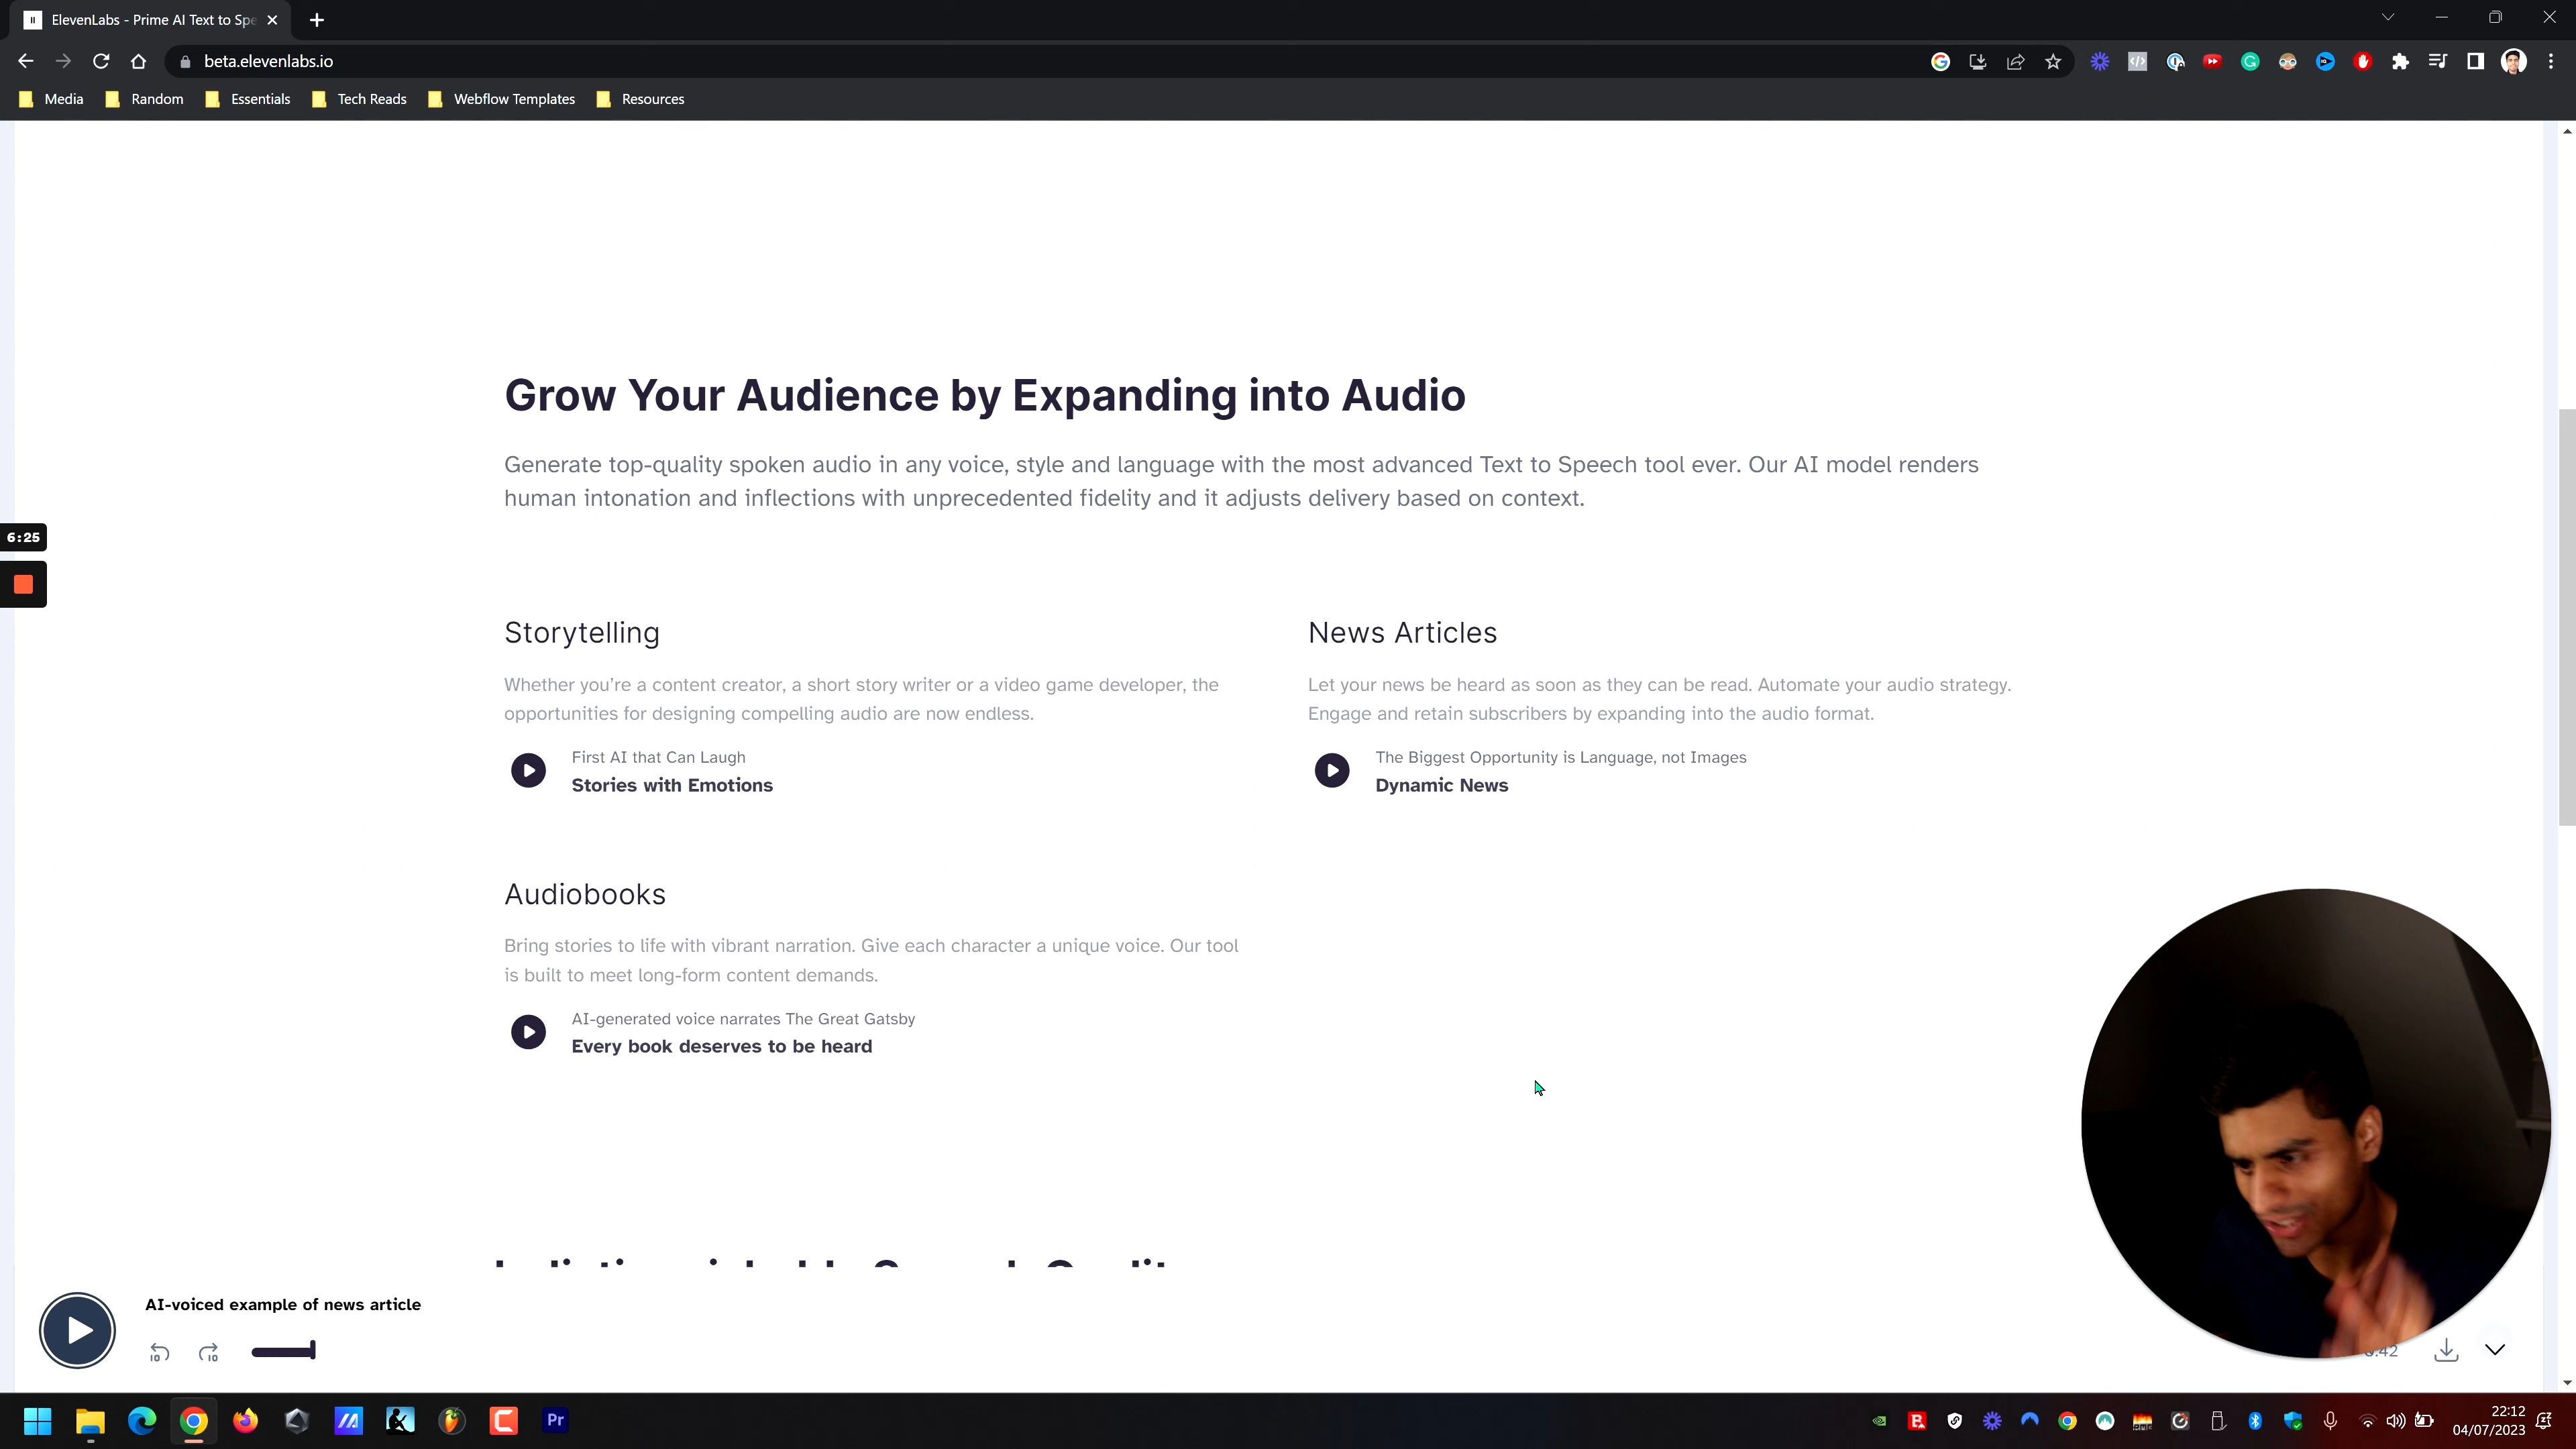 ElevenLabs - Prime AI Text to Spe
beta.elevenlabs.io
Media Random Essentials Tech Reads Webflow Templates Resources
Grow Your Audience by Expanding into Audio
Generate top-quality spoken audio in any voice, style and language with the most advanced Text to Speech tool ever. Our AI model renders
human intonation and inflections with unprecedented fidelity and it adjusts delivery based on context.
6:25
Storytelling
Whether you're a content creator, a short story writer or a video game developer, the
opportunities for designing compelling audio are now endless.
First AI that Can Laugh
Stories with Emotions
News Articles
Let your news be heard as soon as they can be read. Automate your audio strategy.
Engage and retain subscribers by expanding into the audio format.
The Biggest Opportunity is Language, not Images
Dynamic News
Audiobooks
Bring stories to life with vibrant narration. Give each character a unique voice. Our tool
is built to meet long-form content demands.
AI-generated voice narrates The Great Gatsby
Every book deserves to be heard
AI-voiced example of news article
10 10
:42
Pr
22:12
04/07/2023